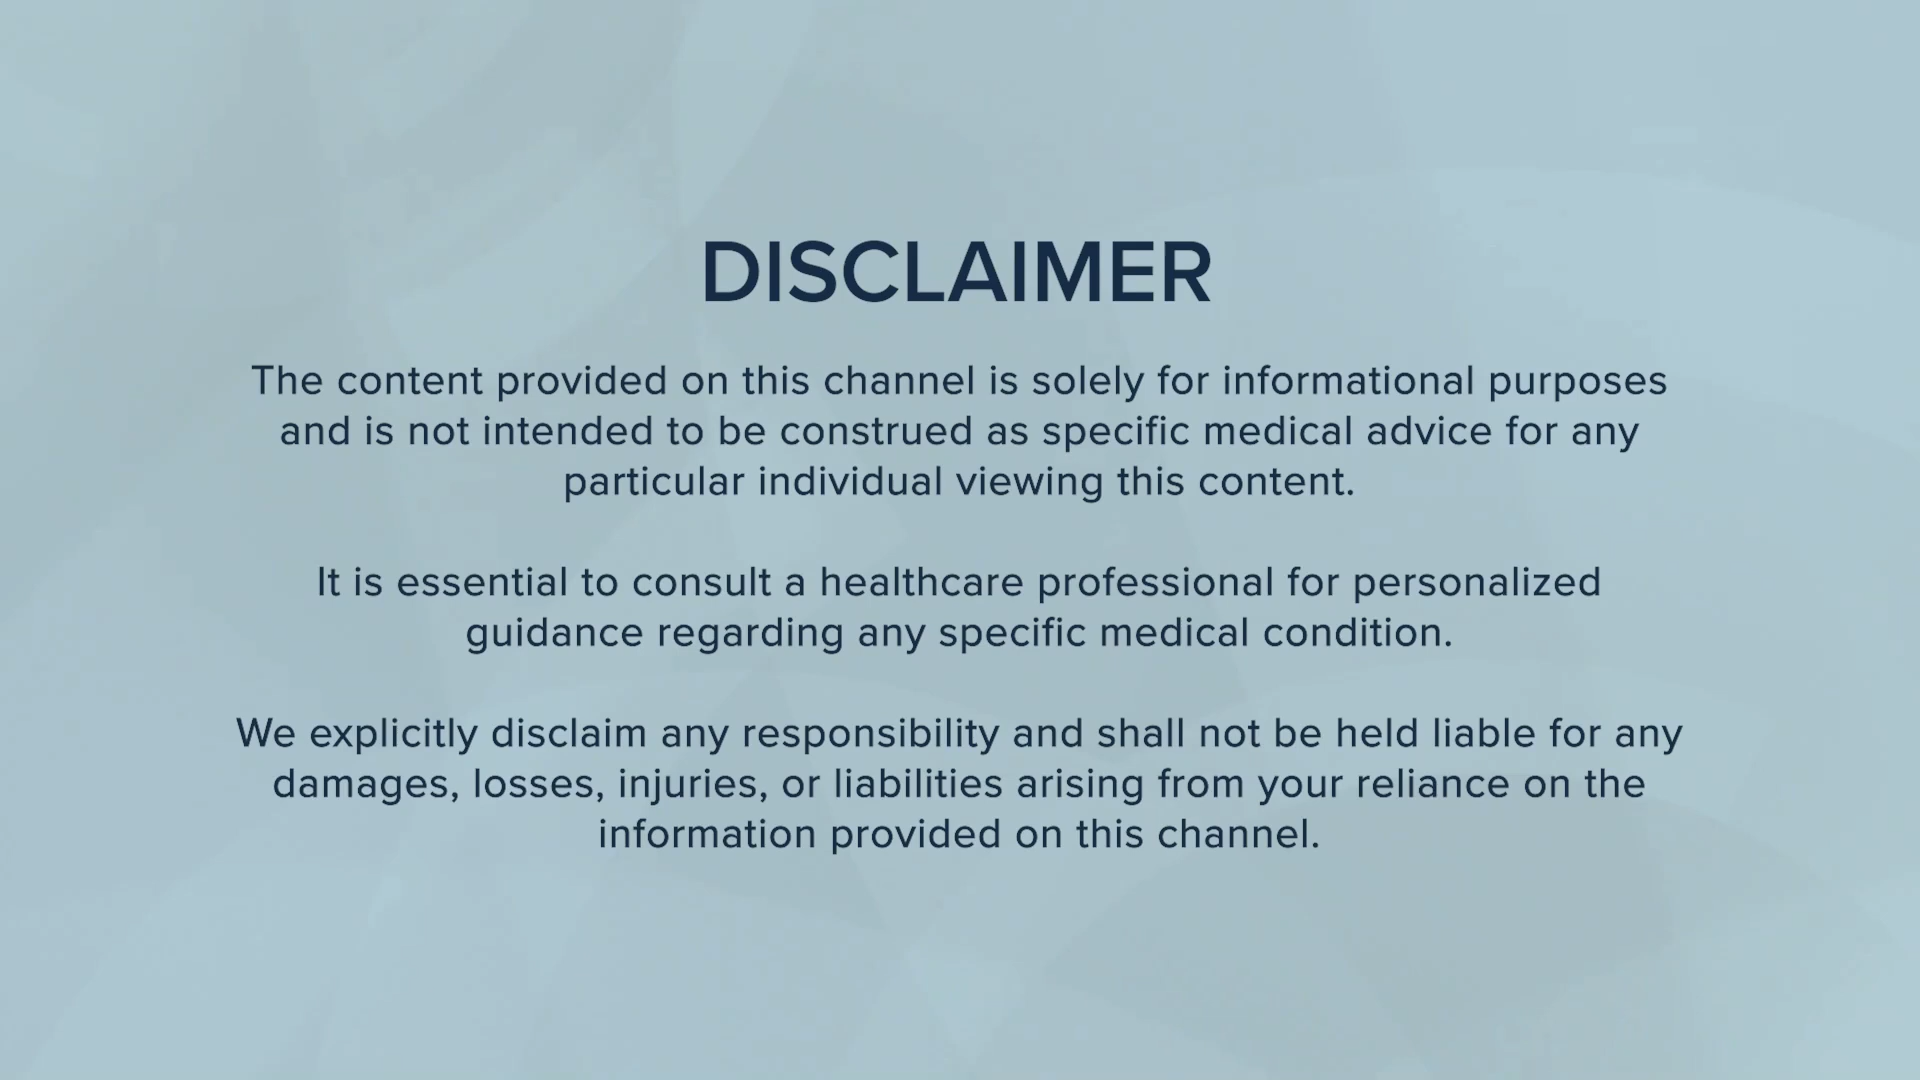 DISCLAIMER
The content provided on this channel is solely for informational purposes
and is not intended to be construed as specific medical advice for any
particular individual viewing this content.
It is essential to consult a healthcare professional for personalized
guidance regarding any specific medical condition.
We explicitly disclaim any responsibility and shall not be held liable for any
damages, losses, injuries, or liabilities arising from your reliance on the
information provided on this channel.